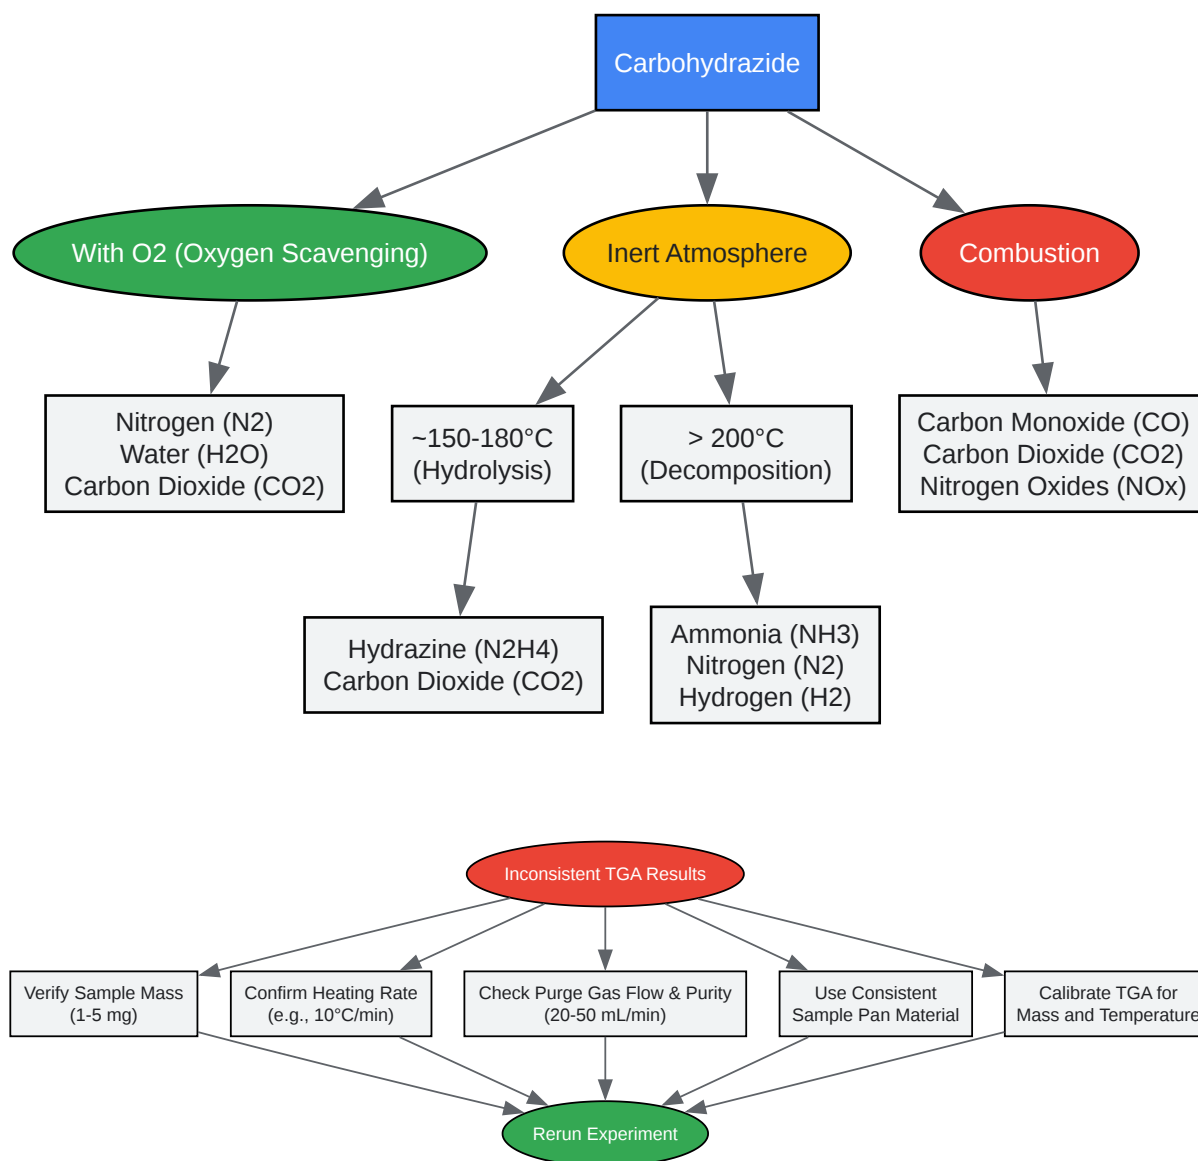 Carbohydrazide
With O2 (Oxygen Scavenging)
Inert Atmosphere
Combustion
Nitrogen (N2)
Water (H2O)
Carbon Dioxide (CO2)
~150-180°C
(Hydrolysis)
> 200°C
(Decomposition)
Carbon Monoxide (CO)
Carbon Dioxide (CO2)
Nitrogen Oxides (NOx)
Hydrazine (N2H4)
Carbon Dioxide (CO2)
Ammonia (NH3)
Nitrogen (N2)
Hydrogen (H2)
Inconsistent TGA Results
Verify Sample Mass
(1-5 mg)
Confirm Heating Rate
(e.g., 10°C/min)
Check Purge Gas Flow & Purity
(20-50 mL/min)
Use Consistent
Sample Pan Material
Calibrate TGA for
Mass and Temperature
Rerun Experiment